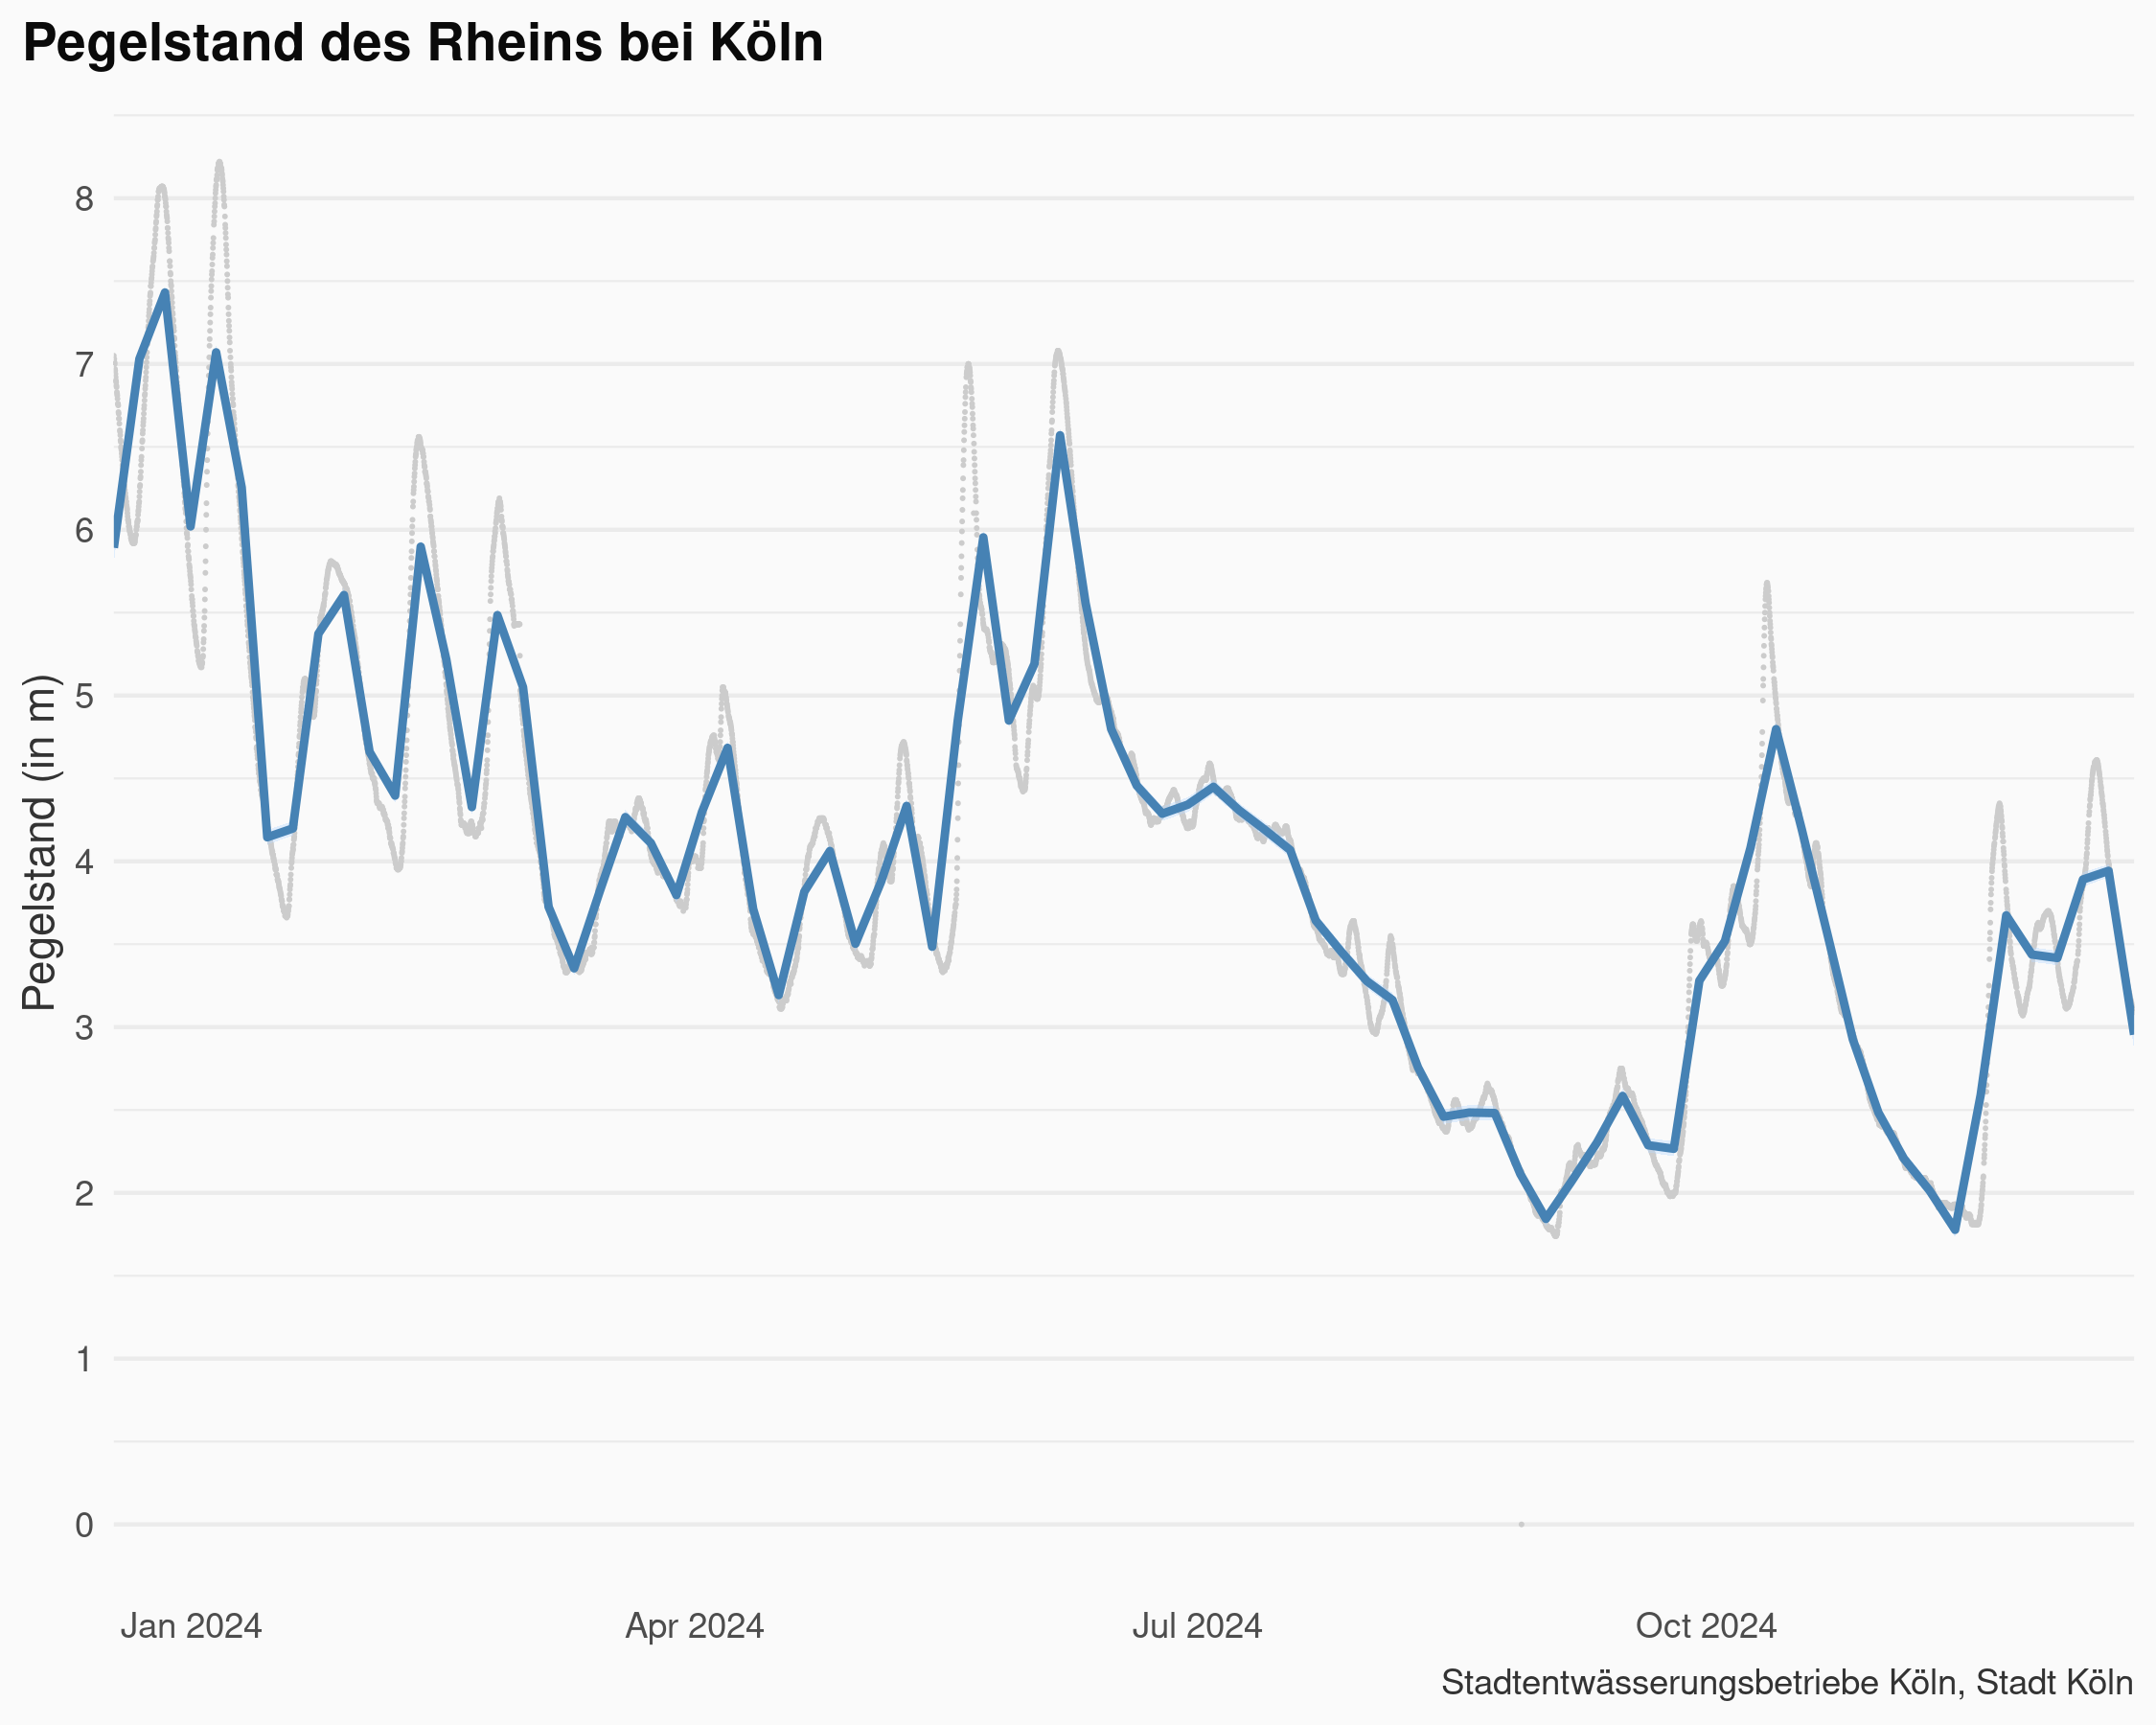 Pegelstand des Rheins bei Köln
Pegelstand (in m)
8
7
6
5
4
3
2
1
0
Jan 2024
Apr 2024
Jul 2024
Oct 2024
Stadtentwässerungsbetriebe Köln, Stadt Köln